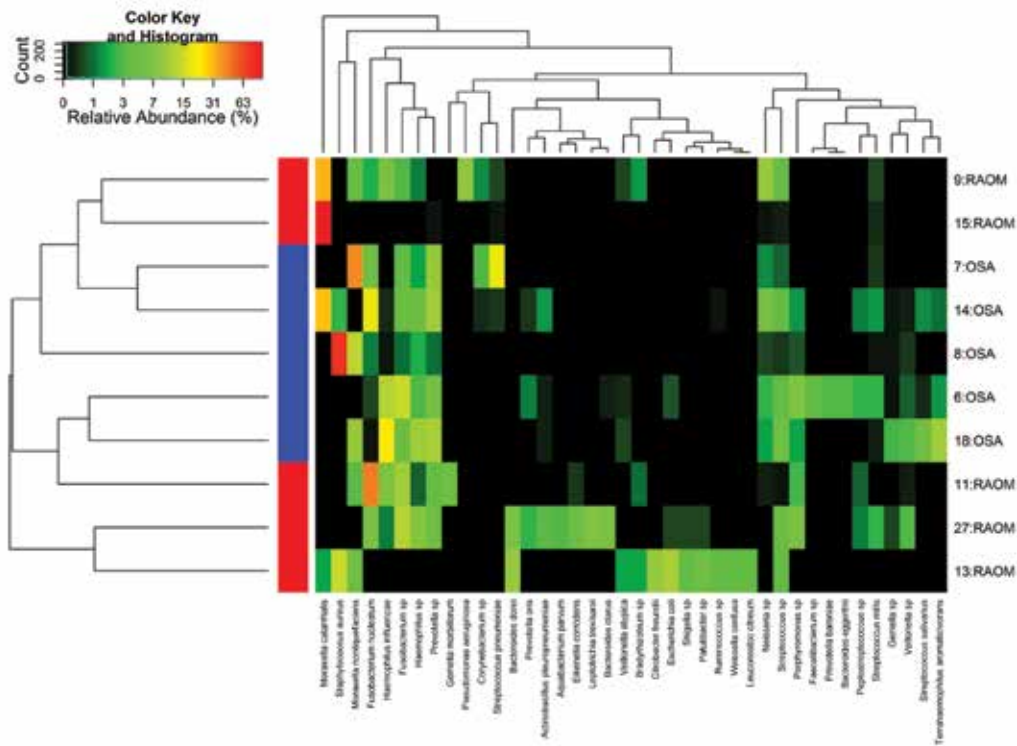 Color Key
and Histogram
Count
0
200
0 1 3 7 15 31 63
Relative Abundance (%)
9:RAOM
15:RAOM
7:OSA
14:OSA
8:OSA
6:OSA
18:OSA
11:RAOM
27:RAOM
13:RAOM
Moraxella catarrhalis
Staphylococcus aureus
Moraxella nonliquefaciens
Fusobacterium nucleatum
Haemophilus influenzae
Fusobacterium sp
Haemophilus sp
Prevotella sp
Gemella morbillorum
Pseudomonas aeruginosa
Corynebacterium sp
Streptococcus pneumoniae
Bacteroides dorei
Prevotella oris
Actinobacillus pleuropneumoniae
Aquabacterium parvum
Eikenella corrodens
Leptotrichia trevisanii
Bacteroides ovatus
Veillonella atypica
Bradyrhizobium sp
Citrobacter freundii
Escherichia coli
Shigella sp
Patulibacter sp
Ruminococcus sp
Weissella confusa
Leuconostoc citreum
Neisseria sp
Streptococcus sp
Porphyromonas sp
Faecalibacterium sp
Prevotella baroniae
Bacteroides eggerthii
Peptostreptococcus sp
Streptococcus mitis
Gemella sp
Veillonella sp
Streptococcus salivarius
Terrahaemophilus aromaticivorans